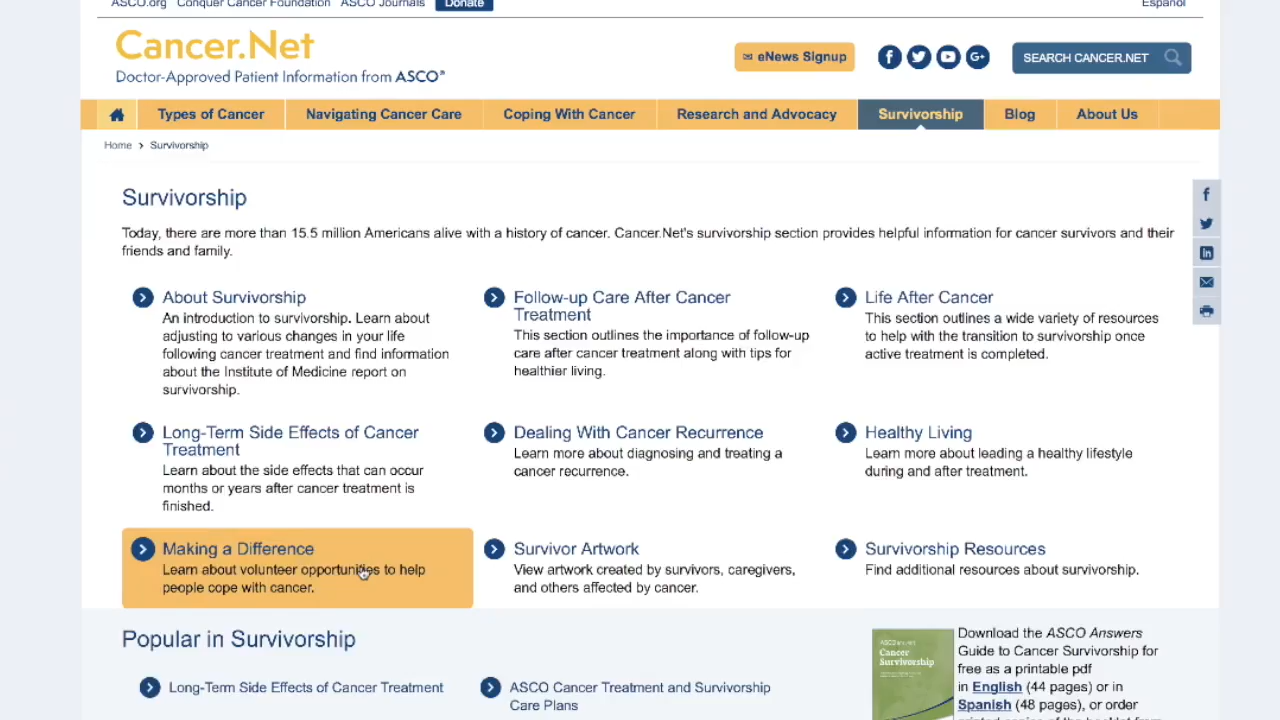 ASCO.org Conquer Cancer Foundation ASCO Journals Donate
Español
Cancer.Net
Doctor-Approved Patient Information from ASCO®
eNews Signup
SEARCH CANCER.NET
Types of Cancer
Navigating Cancer Care
Coping With Cancer
Research and Advocacy
Survivorship
Blog
About Us
Home > Survivorship
Survivorship
Today, there are more than 15.5 million Americans alive with a history of cancer. Cancer.Net's survivorship section provides helpful information for cancer survivors and their
friends and family.
About Survivorship
An introduction to survivorship. Learn about
adjusting to various changes in your life
following cancer treatment and find information
about the Institute of Medicine report on
survivorship.
Follow-up Care After Cancer
Treatment
This section outlines the importance of follow-up
care after cancer treatment along with tips for
healthier living.
Life After Cancer
This section outlines a wide variety of resources
to help with the transition to survivorship once
active treatment is completed.
Long-Term Side Effects of Cancer
Treatment
Learn about the side effects that can occur
months or years after cancer treatment is
finished.
Dealing With Cancer Recurrence
Learn more about diagnosing and treating a
cancer recurrence.
Healthy Living
Learn more about leading a healthy lifestyle
during and after treatment.
Making a Difference
Learn about volunteer opportunities to help
people cope with cancer.
Survivor Artwork
View artwork created by survivors, caregivers,
and others affected by cancer.
Survivorship Resources
Find additional resources about survivorship.
Popular in Survivorship
Long-Term Side Effects of Cancer Treatment
ASCO Cancer Treatment and Survivorship
Care Plans
Cancer
Survivorship
Download the ASCO Answers
Guide to Cancer Survivorship for
free as a printable pdf
in English (44 pages) or in
Spanish (48 pages), or order